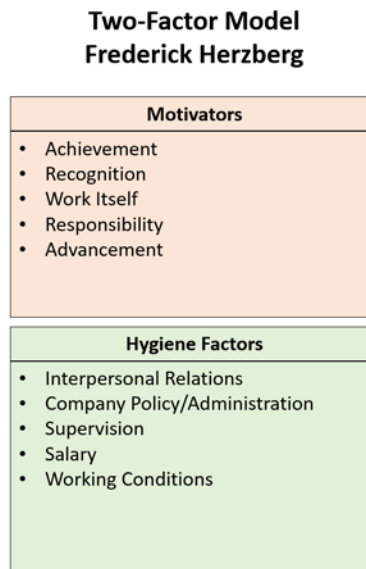 Two-Factor Model
Frederick Herzberg
Motivators
• Achievement
• Recognition
• Work Itself
• Responsibility
• Advancement
Hygiene Factors
• Interpersonal Relations
• Company Policy/Administration
• Supervision
• Salary
• Working Conditions